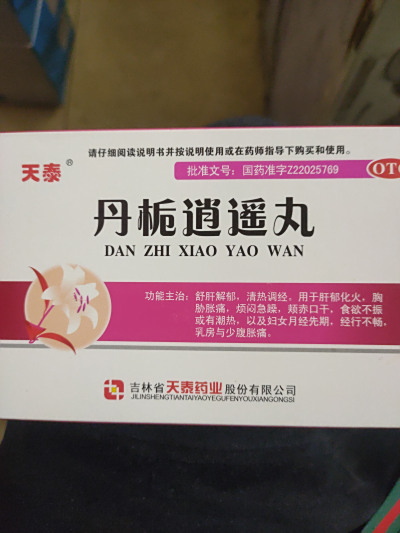 请仔细阅读说明书并按说明使用或在药师指导下购买和使用。
天泰®
批准文号：国药准字Z22025769
OTC
丹栀逍遥丸
DAN ZHI XIAO YAO WAN
功能主治：舒肝解郁，清热调经。用于肝郁化火，胸
胁胀痛，烦闷急躁，颊赤口干，食欲不振
或有潮热，以及妇女月经先期，经行不畅，
乳房与少腹胀痛。
吉林省天泰药业股份有限公司
JILINSHENGTIANTAIYAOYEGUFENYOUXIANGONGSI